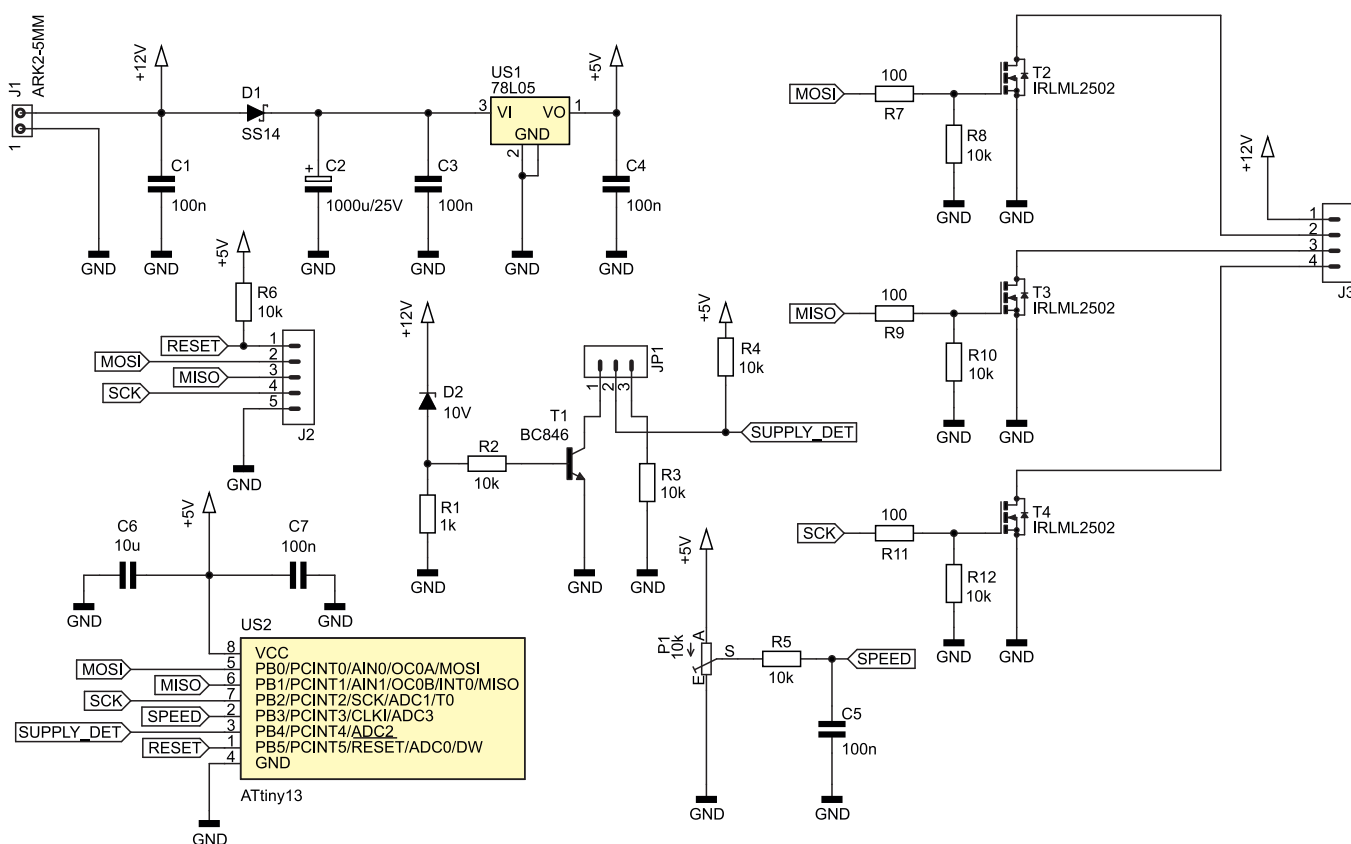 J1
ARK2-5MM
1
+12V
D1
SS14
US1
78L05
3 VI VO 1
GND
2
+5V
C1
100n
C2
+
1000u/25V
C3
100n
C4
100n
GND
GND
GND
GND
GND
GND
+5V
R6
10k
RESET
MOSI
MISO
SCK
1
2
3
4
5
J2
GND
+12V
D2
10V
R1
1k
GND
R2
10k
T1
BC846
GND
JP1
1
2
3
R3
10k
GND
+5V
R4
10k
SUPPLY_DET
MOSI
100
R7
R8
10k
GND
T2
IRLML2502
GND
MISO
100
R9
R10
10k
GND
T3
IRLML2502
GND
SCK
100
R11
R12
10k
GND
T4
IRLML2502
GND
+12V
1
2
3
4
J3
+5V
C6
10u
GND
C7
100n
GND
US2
8 VCC
MOSI 5 PB0/PCINT0/AIN0/OC0A/MOSI
MISO 6 PB1/PCINT1/AIN1/OC0B/INT0/MISO
SCK 7 PB2/PCINT2/SCK/ADC1/T0
SPEED 2 PB3/PCINT3/CLKI/ADC3
SUPPLY_DET 3 PB4/PCINT4/ADC2
RESET 1 PB5/PCINT5/RESET/ADC0/DW
4 GND
ATtiny13
GND
+5V
P1
10k
A
S
E1
GND
R5
10k
SPEED
C5
100n
GND